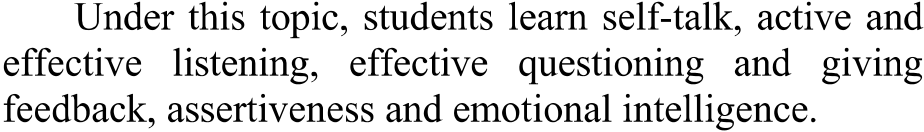 Under this topic, students learn self-talk, active and
effective listening, effective questioning and giving
feedback, assertiveness and emotional intelligence.